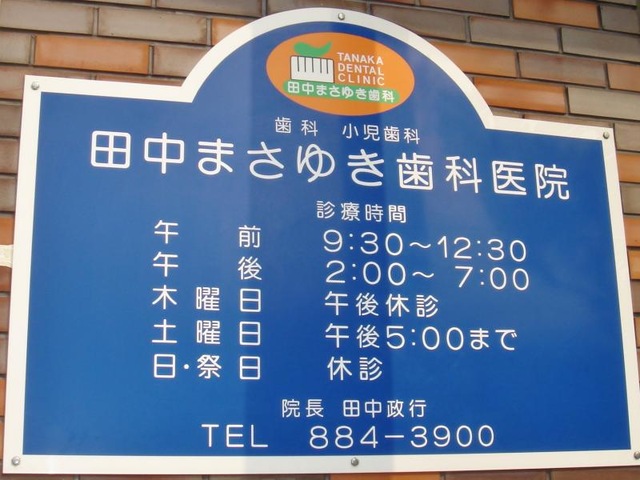 TANAKA
DENTAL
CLINIC
田中まさゆき歯科
歯科 小児歯科
田中まさゆき歯科医院
診療時間
午前 9:30～12:30
午後 2:00～ 7:00
木曜日 午後休診
土曜日 午後5:00まで
日・祭日 休診
院長 田中政行
TEL 884-3900